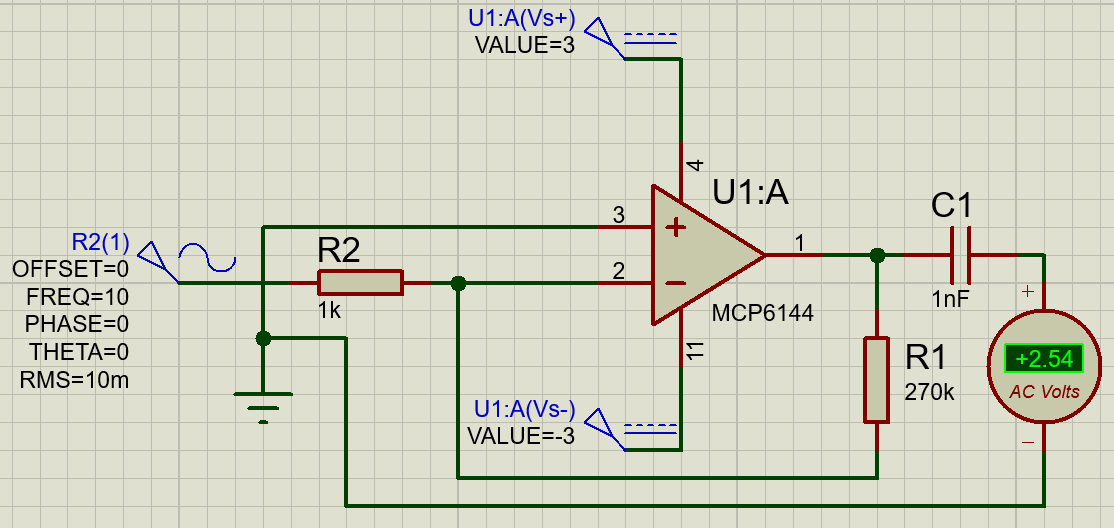 U1:A(Vs+)
VALUE=3
4
U1:A
3
+
1
C1
R2(1)
OFFSET=0
FREQ=10
PHASE=0
THETA=0
RMS=10m
R2
2
−
1k
MCP6144
1nF
+
11
R1
270k
+2.54
AC Volts
U1:A(Vs-)
VALUE=-3
−